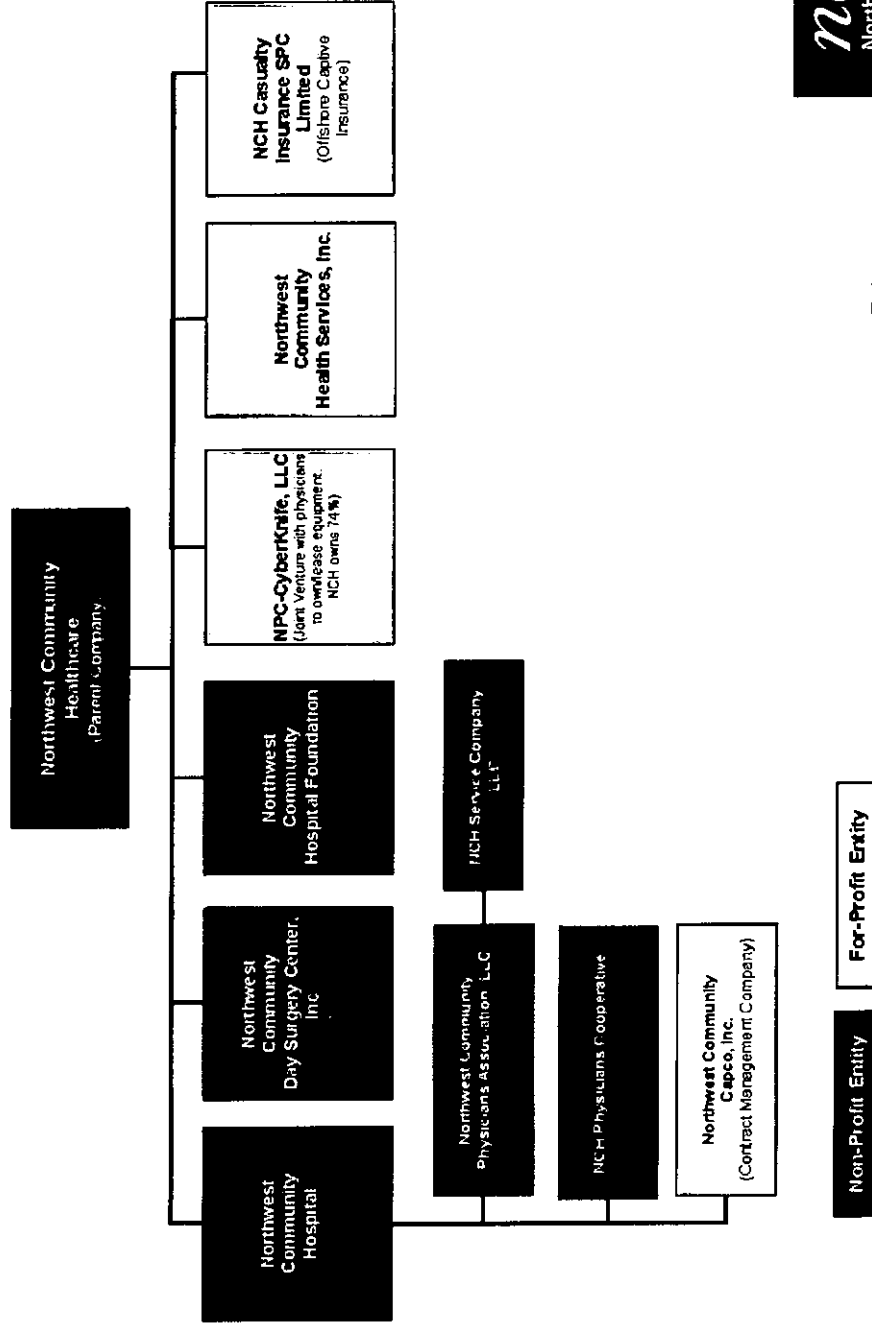 Northwest Community
Healthcare
(Parent Company)
Northwest
Community
Hospital
Northwest
Community
Day Surgery Center,
Inc
Northwest
Community
Hospital Foundation
NPC-CyberKnife, LLC
(Joint Venture with physicians
to own/lease equipment.
NCH owns 74%)
Northwest
Community
Health Services, Inc.
NCH Casualty
Insurance SPC
Limited
(Offshore Captive
Insurance)
Northwest Community
Physicians Association, LLC
NCH Service Company
NCH Physicians Cooperative
Northwest Community
Capco, Inc.
(Contract Management Company)
Non-Profit Entity
For-Profit Entity